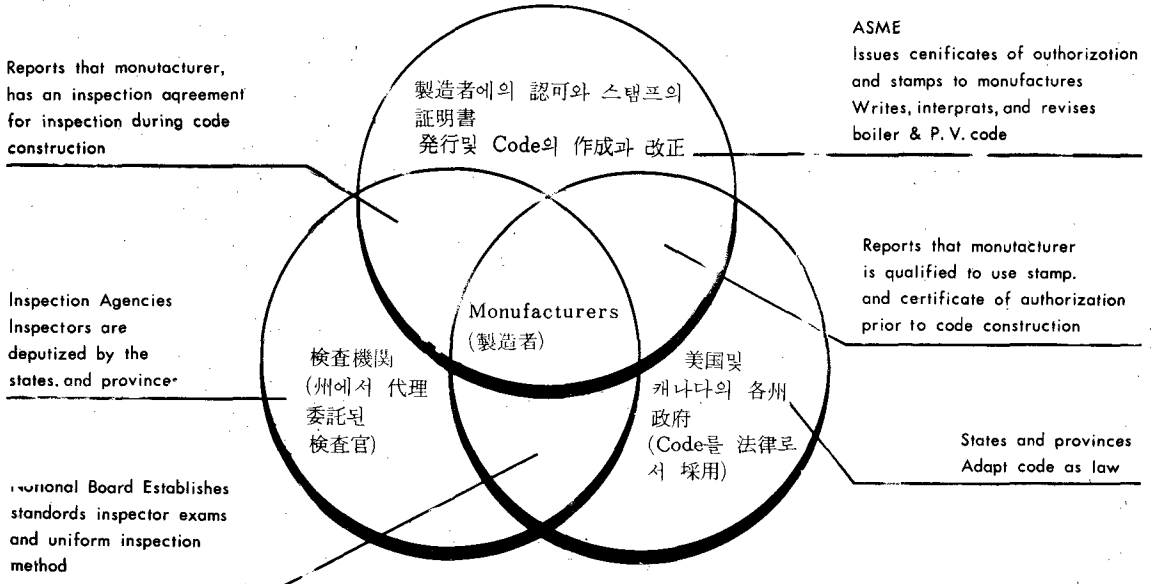 Reports that monutacturer,
has an inspection aqreement
for inspection during code
construction
製造者에의 認可와 스탬프의
証明書
発行및 Code의 作成과 改正
ASME
Issues cenificates of outhorizotion
and stamps to monufactures
Writes, interprats, and revises
boiler & P. V. code
Inspection Agencies
Inspectors are
deputized by the
states. and province
Monufacturers
(製造者)
Reports that monutacturer
is qualified to use stamp.
and certificate of authorization
prior to code construction
検査機関
(州에서 代理
委託된
検査官)
美国및
캐나다의 各州
政府
(Code를 法律로
서 採用)
States and provinces
Adapt code as law
Board Establishes
standords inspector exams
and uniform inspection
method